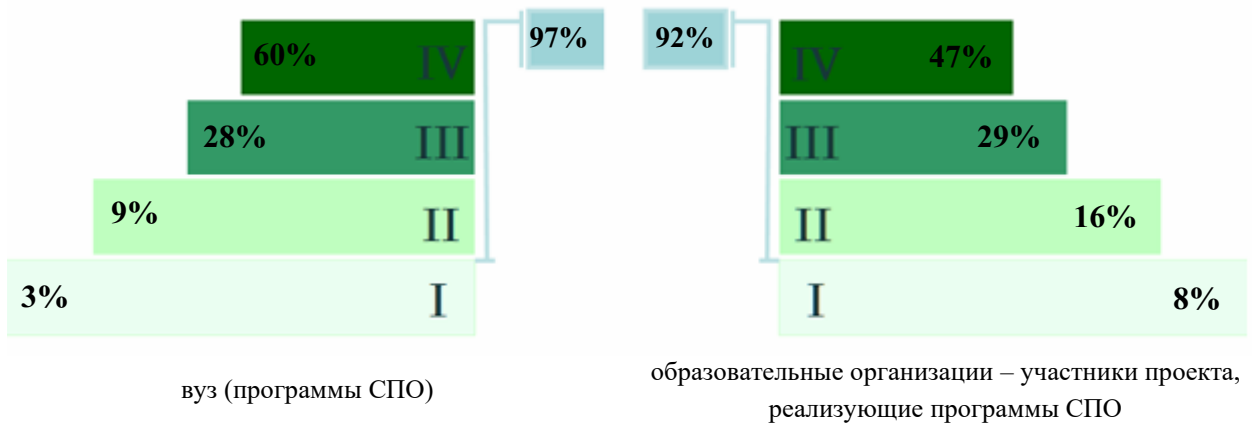 60% IV 97% 92% IV 47%
28% III III 29%
9% II II 16%
3% I I 8%
вуз (программы СПО)
образовательные организации – участники проекта,
реализующие программы СПО